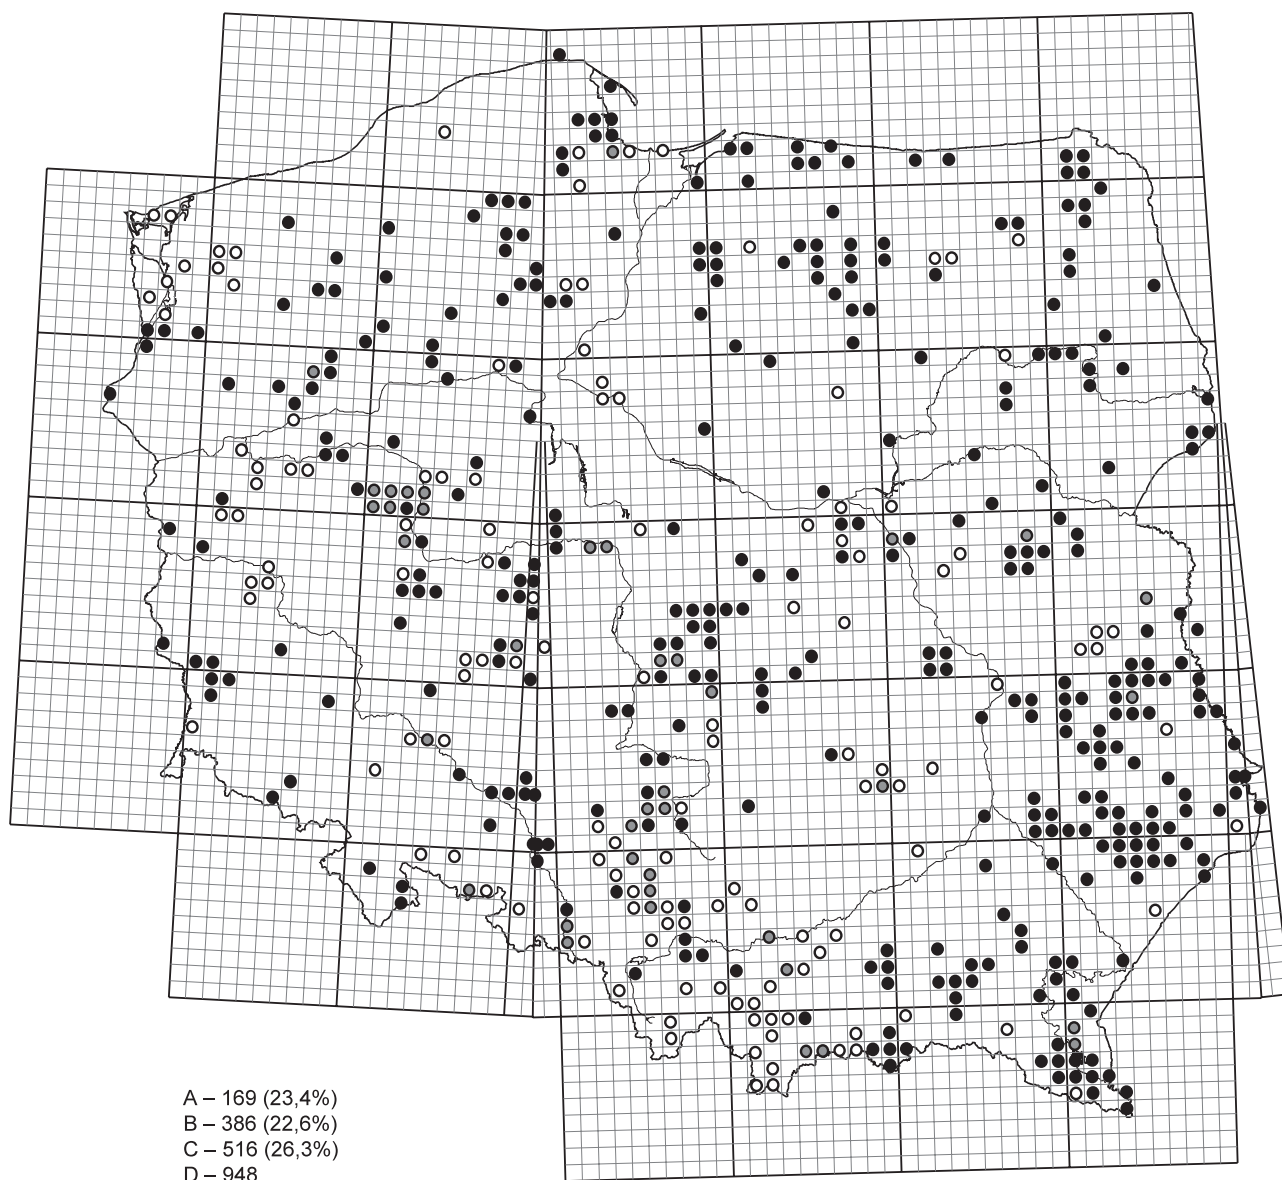 A – 169 (23,4%)
B – 386 (22,6%)
C – 516 (26,3%)
D – 948